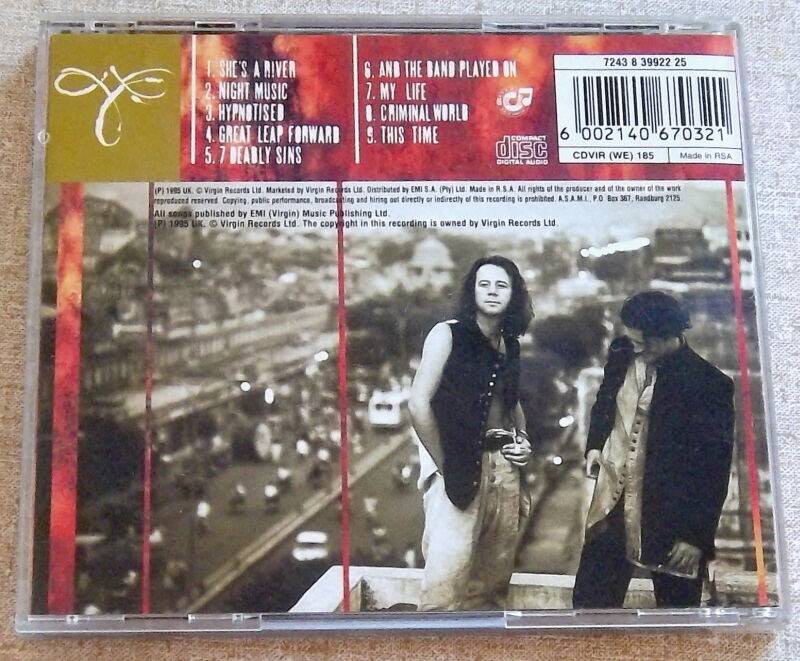 1. SHE'S A RIVER
2. NIGHT MUSIC
3. HYPNOTISED
4. GREAT LEAP FORWARD
5. 7 DEADLY SINS
6. AND THE BAND PLAYED ON
7. MY LIFE
8. CRIMINAL WORLD
9. THIS TIME
COMPACT
disc
DIGITAL AUDIO
7243 8 39922 25
6 002140 670321
CDVIR (WE) 185
Made in RSA
(P) 1995 UK. © Virgin Records Ltd. Marketed by Virgin Records Ltd. Distributed by EMI S.A. (Pty) Ltd. Made in R.S.A. All rights of the producer and of the owner of the work
reproduced reserved. Copying, public performance, broadcasting and hiring out directly or indirectly of this recording is prohibited. A.S.A.M.I., P.O. Box 367, Randburg 2125.
All songs published by EMI (Virgin) Music Publishing Ltd.
(P) 1995 UK. © Virgin Records Ltd. The copyright in this recording is owned by Virgin Records Ltd.